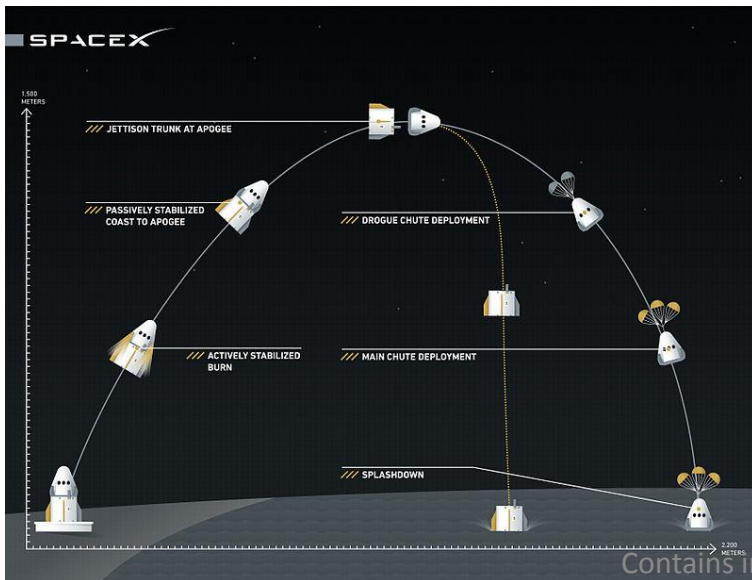 SPACEX
1,500
METERS
/// JETTISON TRUNK AT APOGEE
/// PASSIVELY STABILIZED
COAST TO APOGEE
/// DROGUE CHUTE DEPLOYMENT
/// ACTIVELY STABILIZED
BURN
/// MAIN CHUTE DEPLOYMENT
/// SPLASHDOWN
2,200
METERS
Contains